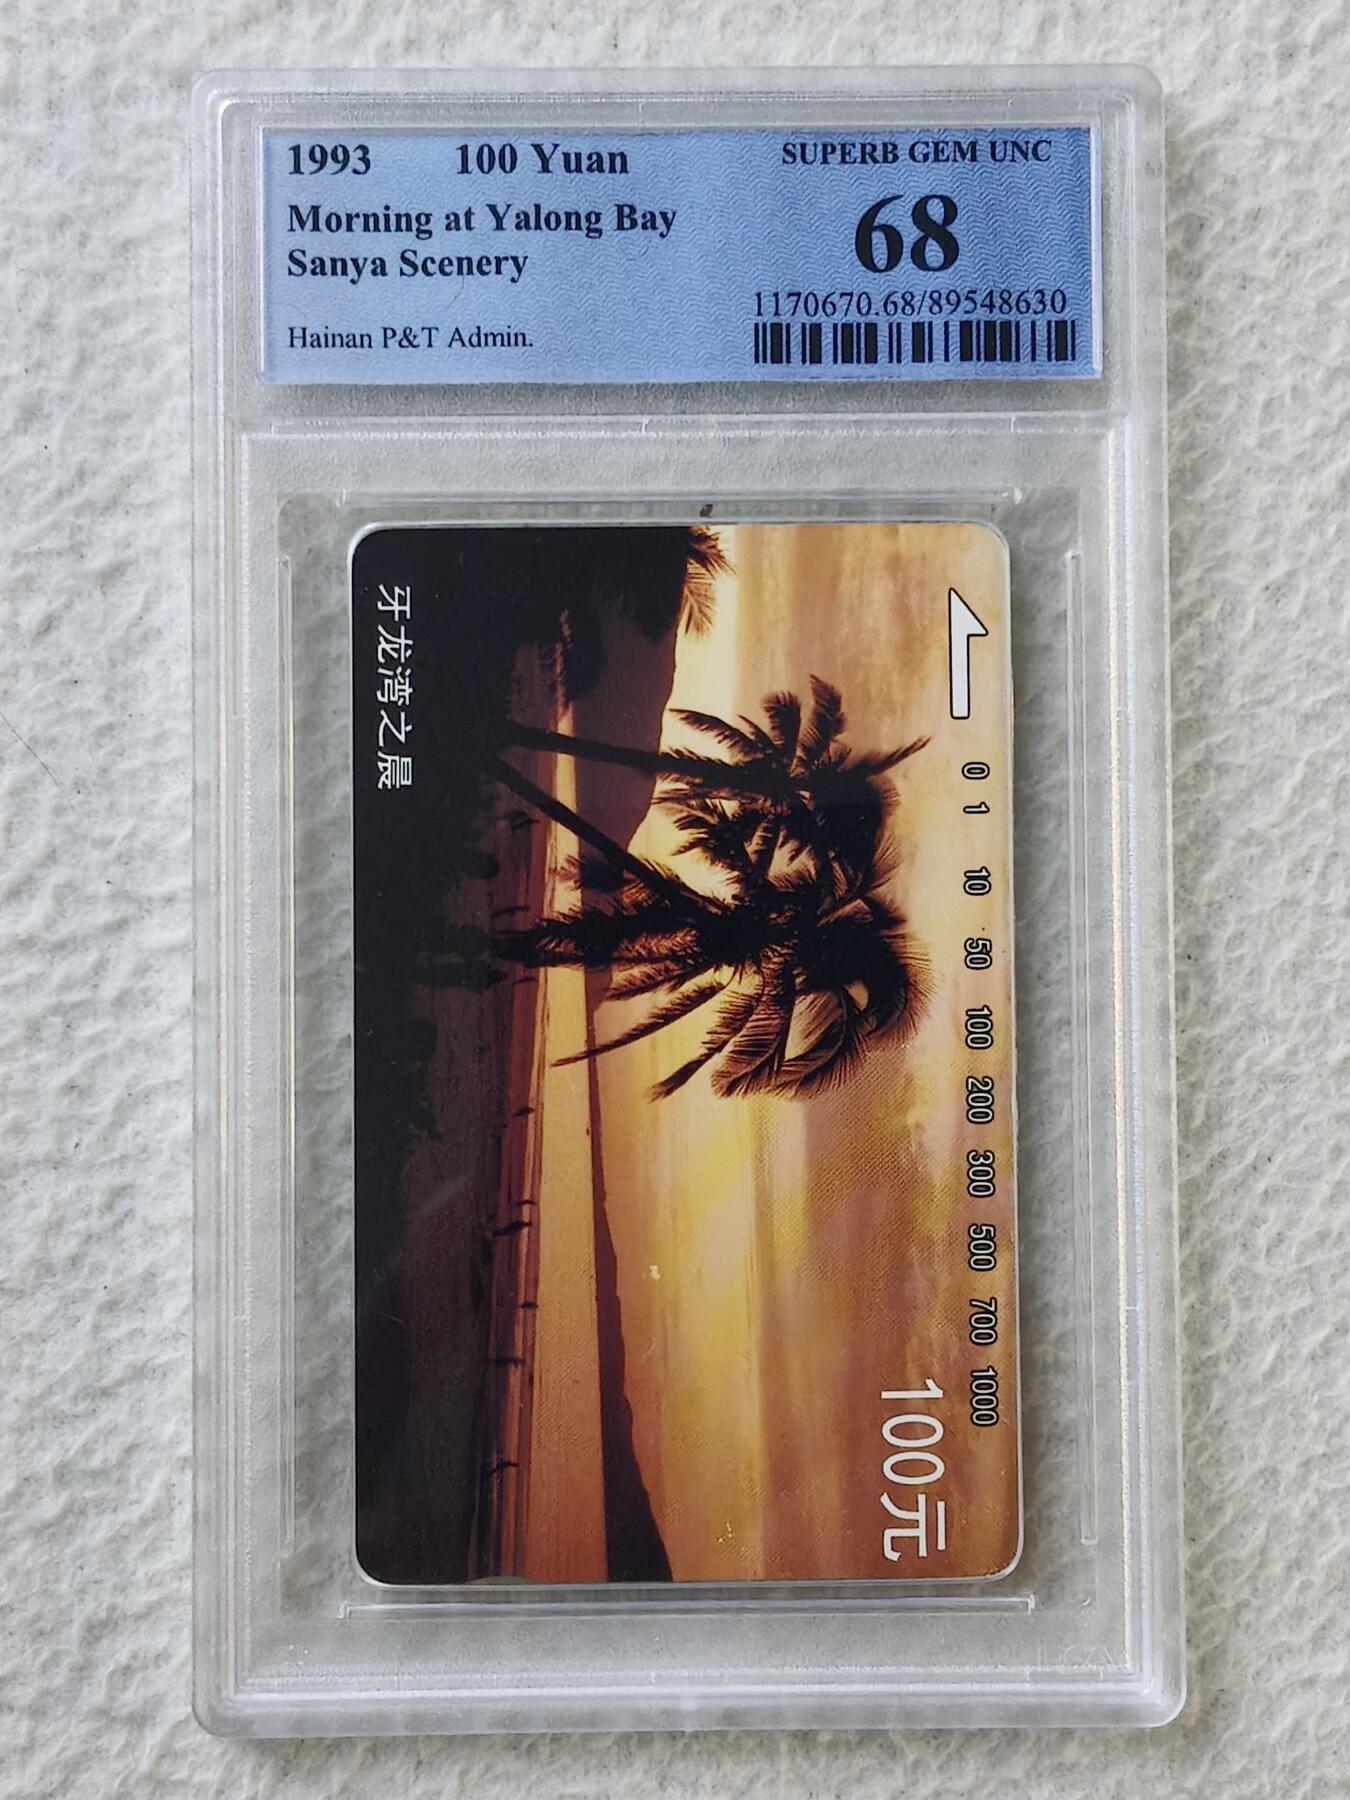 1993 100 Yuan
Morning at Yalong Bay
Sanya Scenery
Hainan P&T Admin.
SUPERB GEM UNC
68
1170670.68/89548630
0 1 10 50 100 200 300 500 700 1000
100元
牙龙湾之晨